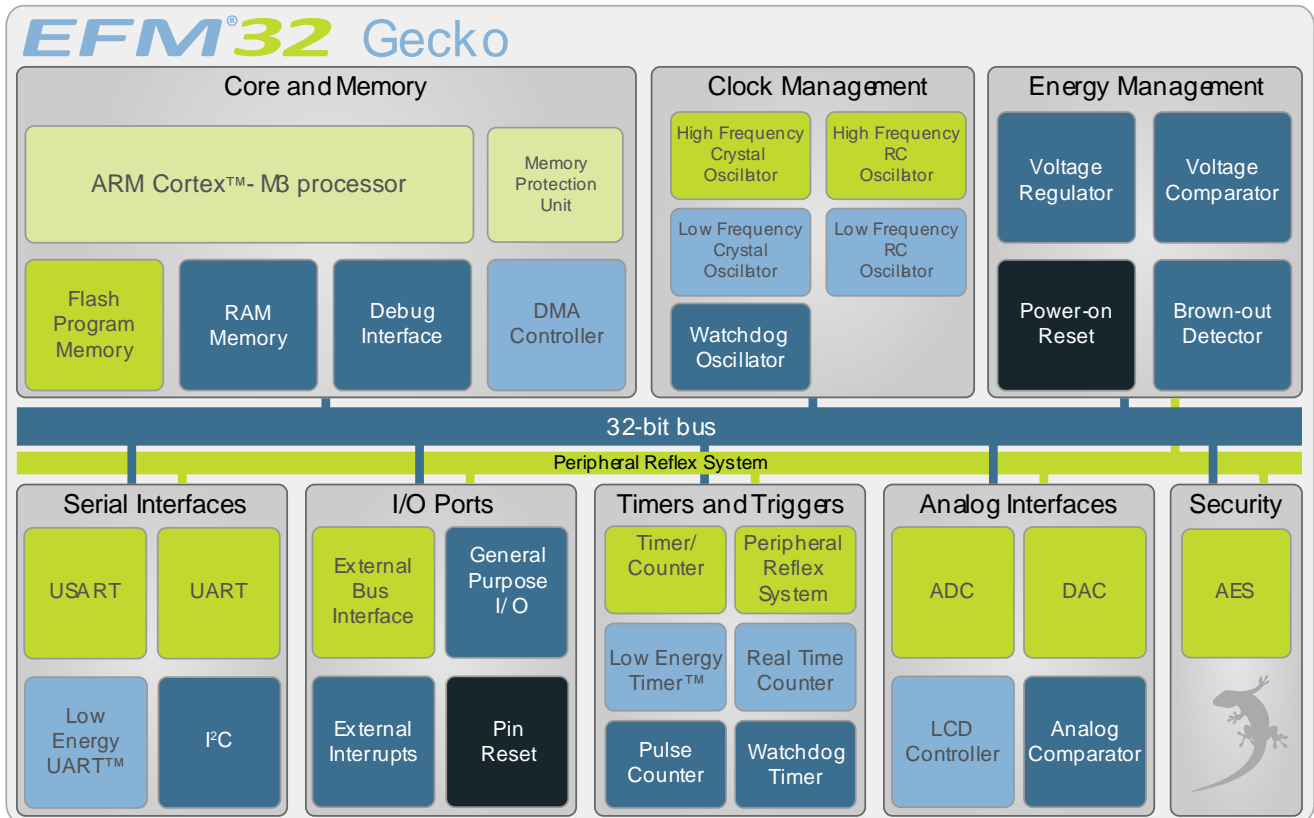 EFM®32 Gecko
Core and Memory
ARM Cortex™- M3 processor
Memory
Protection
Unit
Flash
Program
Memory
RAM
Memory
Debug
Interface
DMA
Controller
Clock Management
High Frequency
Crystal
Oscillator
High Frequency
RC
Oscillator
Low Frequency
Crystal
Oscillator
Low Frequency
RC
Oscillator
Watchdog
Oscillator
Energy Management
Voltage
Regulator
Voltage
Comparator
Power-on
Reset
Brown-out
Detector
32-bit bus
Peripheral Reflex System
Serial Interfaces
USART
UART
Low
Energy
UART™
I²C
I/O Ports
External
Bus
Interface
General
Purpose
I/ O
External
Interrupts
Pin
Reset
Timers and Triggers
Timer/
Counter
Peripheral
Reflex
System
Low Energy
Timer™
Real Time
Counter
Pulse
Counter
Watchdog
Timer
Analog Interfaces
ADC
DAC
LCD
Controller
Analog
Comparator
Security
AES